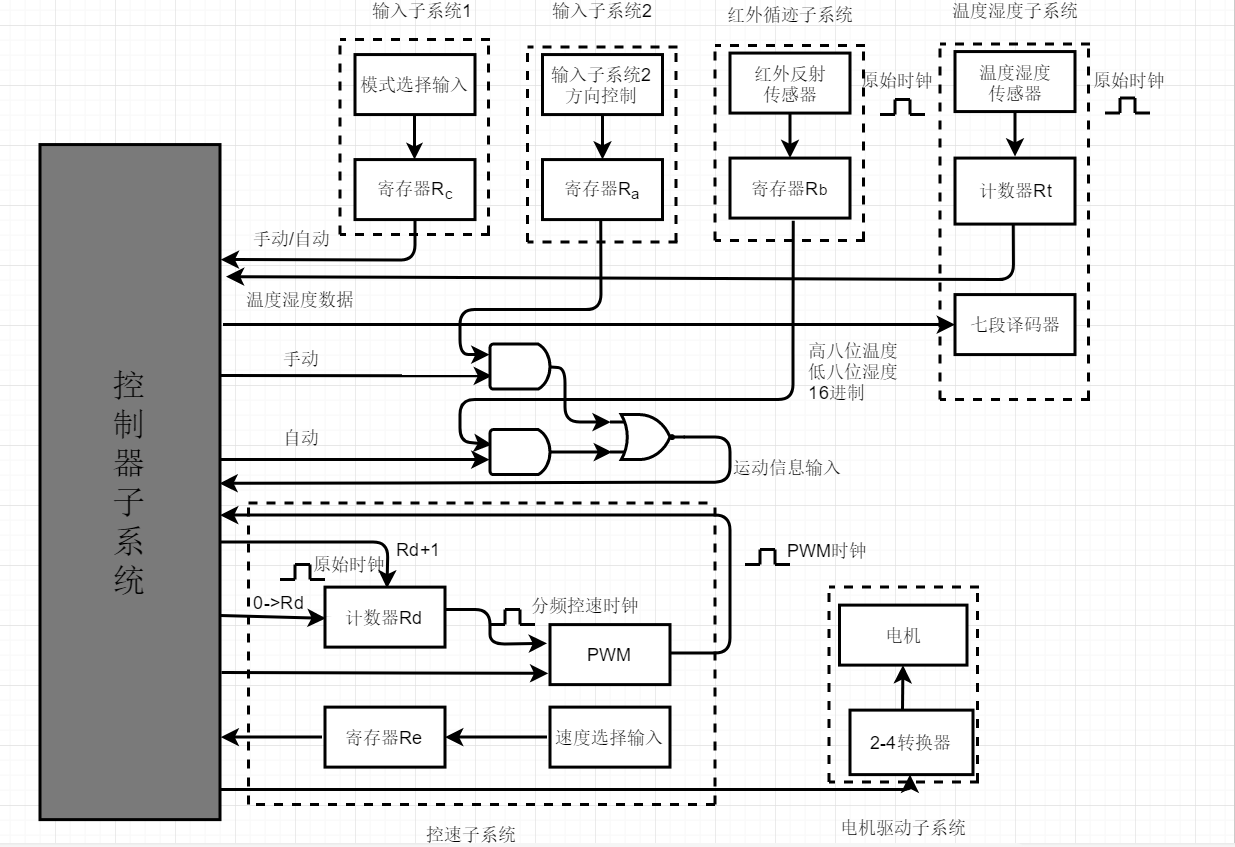 输入子系统1
输入子系统2
红外循迹子系统
温度湿度子系统
模式选择输入
输入子系统2
方向控制
红外反射
传感器
原始时钟
温度湿度
传感器
原始时钟
寄存器Rc
寄存器Ra
寄存器Rb
计数器Rt
手动/自动
温度湿度数据
七段译码器
手动
高八位温度
低八位湿度
16进制
控制器子系统
自动
运动信息输入
Rd+1
原始时钟
PWM时钟
0->Rd
计数器Rd
分频控速时钟
PWM
电机
寄存器Re
速度选择输入
2-4转换器
控速子系统
电机驱动子系统